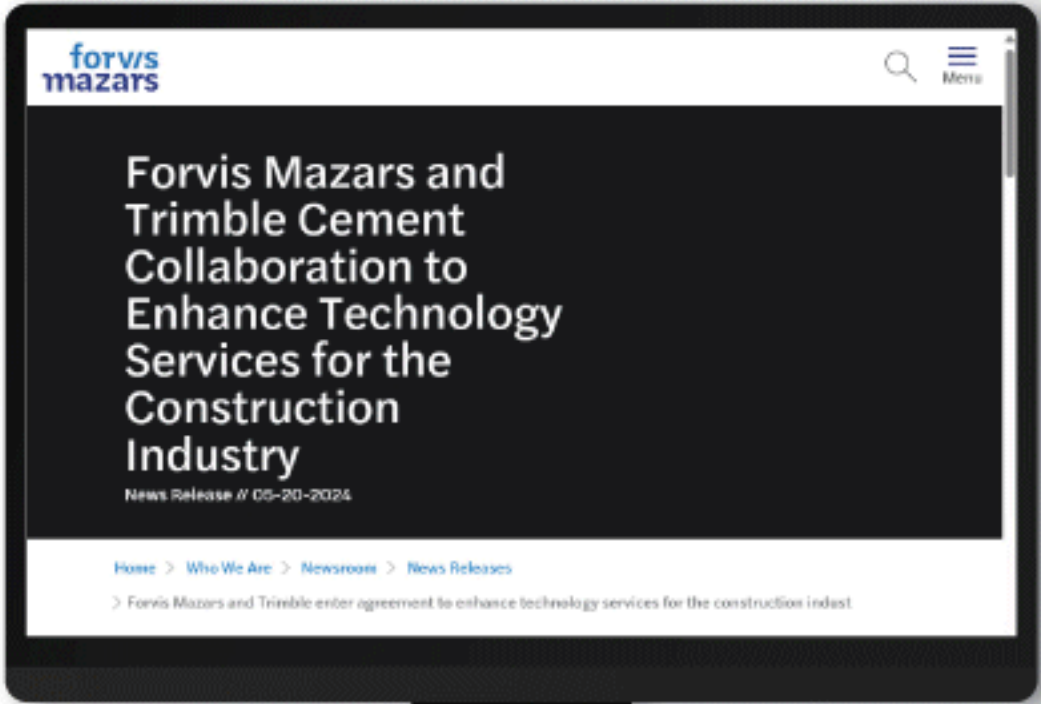 forvis
mazars
Menu
Forvis Mazars and
Trimble Cement
Collaboration to
Enhance Technology
Services for the
Construction
Industry
News Release // 05-20-2024
Home > Who We Are > Newsroom > News Releases
> Forvis Mazars and Trimble enter agreement to enhance technology services for the construction indust